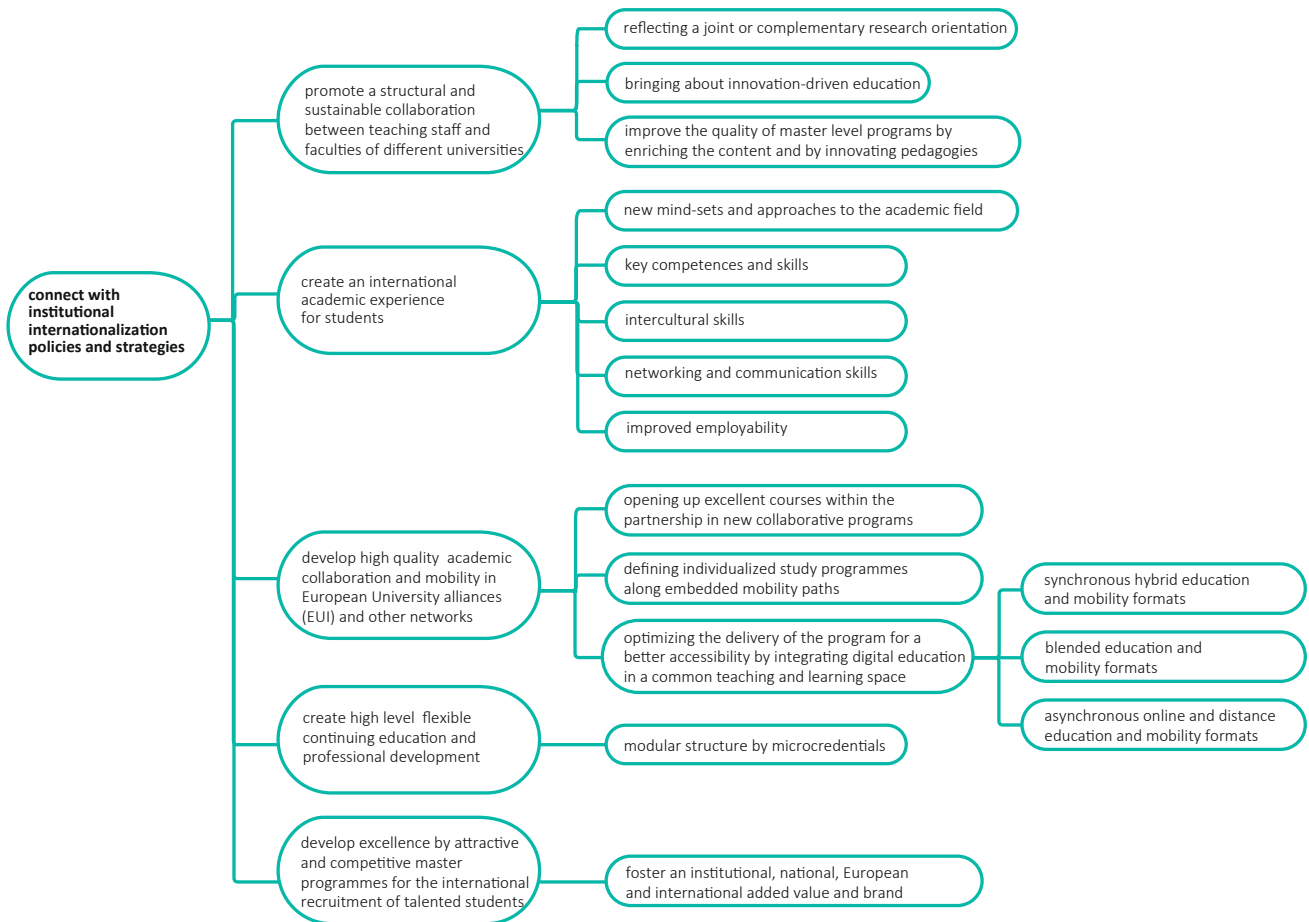 connect with
institutional
internationalization
policies and strategies
promote a structural and
sustainable collaboration
between teaching staff and
faculties of different universities
reflecting a joint or complementary research orientation
bringing about innovation-driven education
improve the quality of master level programs by
enriching the content and by innovating pedagogies
create an international
academic experience
for students
new mind-sets and approaches to the academic field
key competences and skills
intercultural skills
networking and communication skills
improved employability
develop high quality academic
collaboration and mobility in
European University alliances
(EUI) and other networks
opening up excellent courses within the
partnership in new collaborative programs
defining individualized study programmes
along embedded mobility paths
optimizing the delivery of the program for a
better accessibility by integrating digital education
in a common teaching and learning space
synchronous hybrid education
and mobility formats
blended education and
mobility formats
asynchronous online and distance
education and mobility formats
create high level flexible
continuing education and
professional development
modular structure by microcredentials
develop excellence by attractive
and competitive master
programmes for the international
recruitment of talented students
foster an institutional, national, European
and international added value and brand